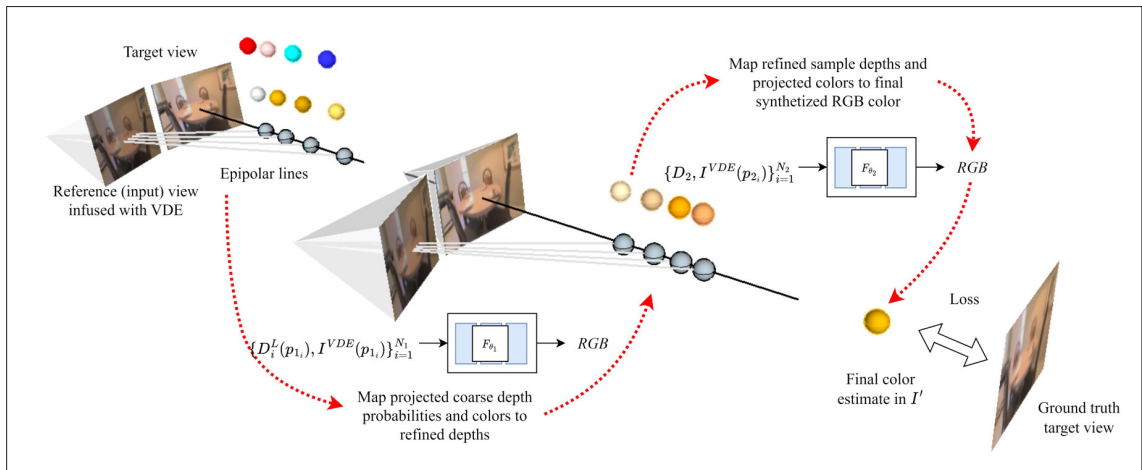 Target view
Reference (input) view
infused with VDE
Epipolar lines
{D_i^L(p_{1_i}), I^{VDE}(p_{1_i})}_{i=1}^{N_1}
F_{θ_1}
RGB
Map projected coarse depth
probabilities and colors to
refined depths
Map refined sample depths and
projected colors to final
synthetized RGB color
{D_2, I^{VDE}(p_{2_i})}_{i=1}^{N_2}
F_{θ_2}
RGB
Loss
Final color
estimate in I′
Ground truth
target view